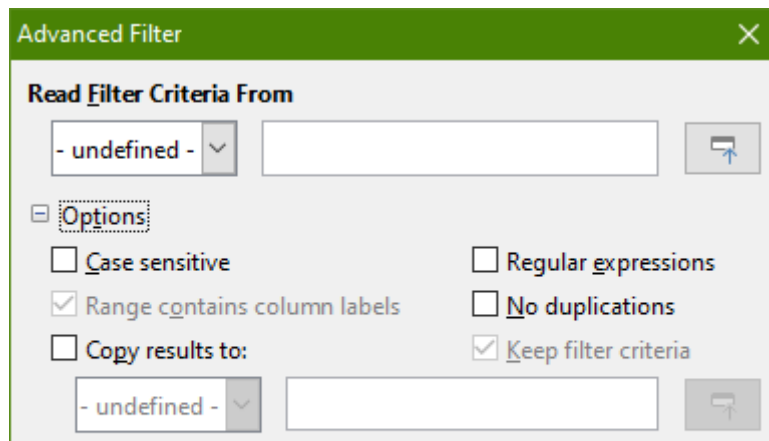 Advanced Filter
Read Filter Criteria From
- undefined -
Options
Case sensitive
Regular expressions
Range contains column labels
No duplications
Copy results to:
Keep filter criteria
- undefined -